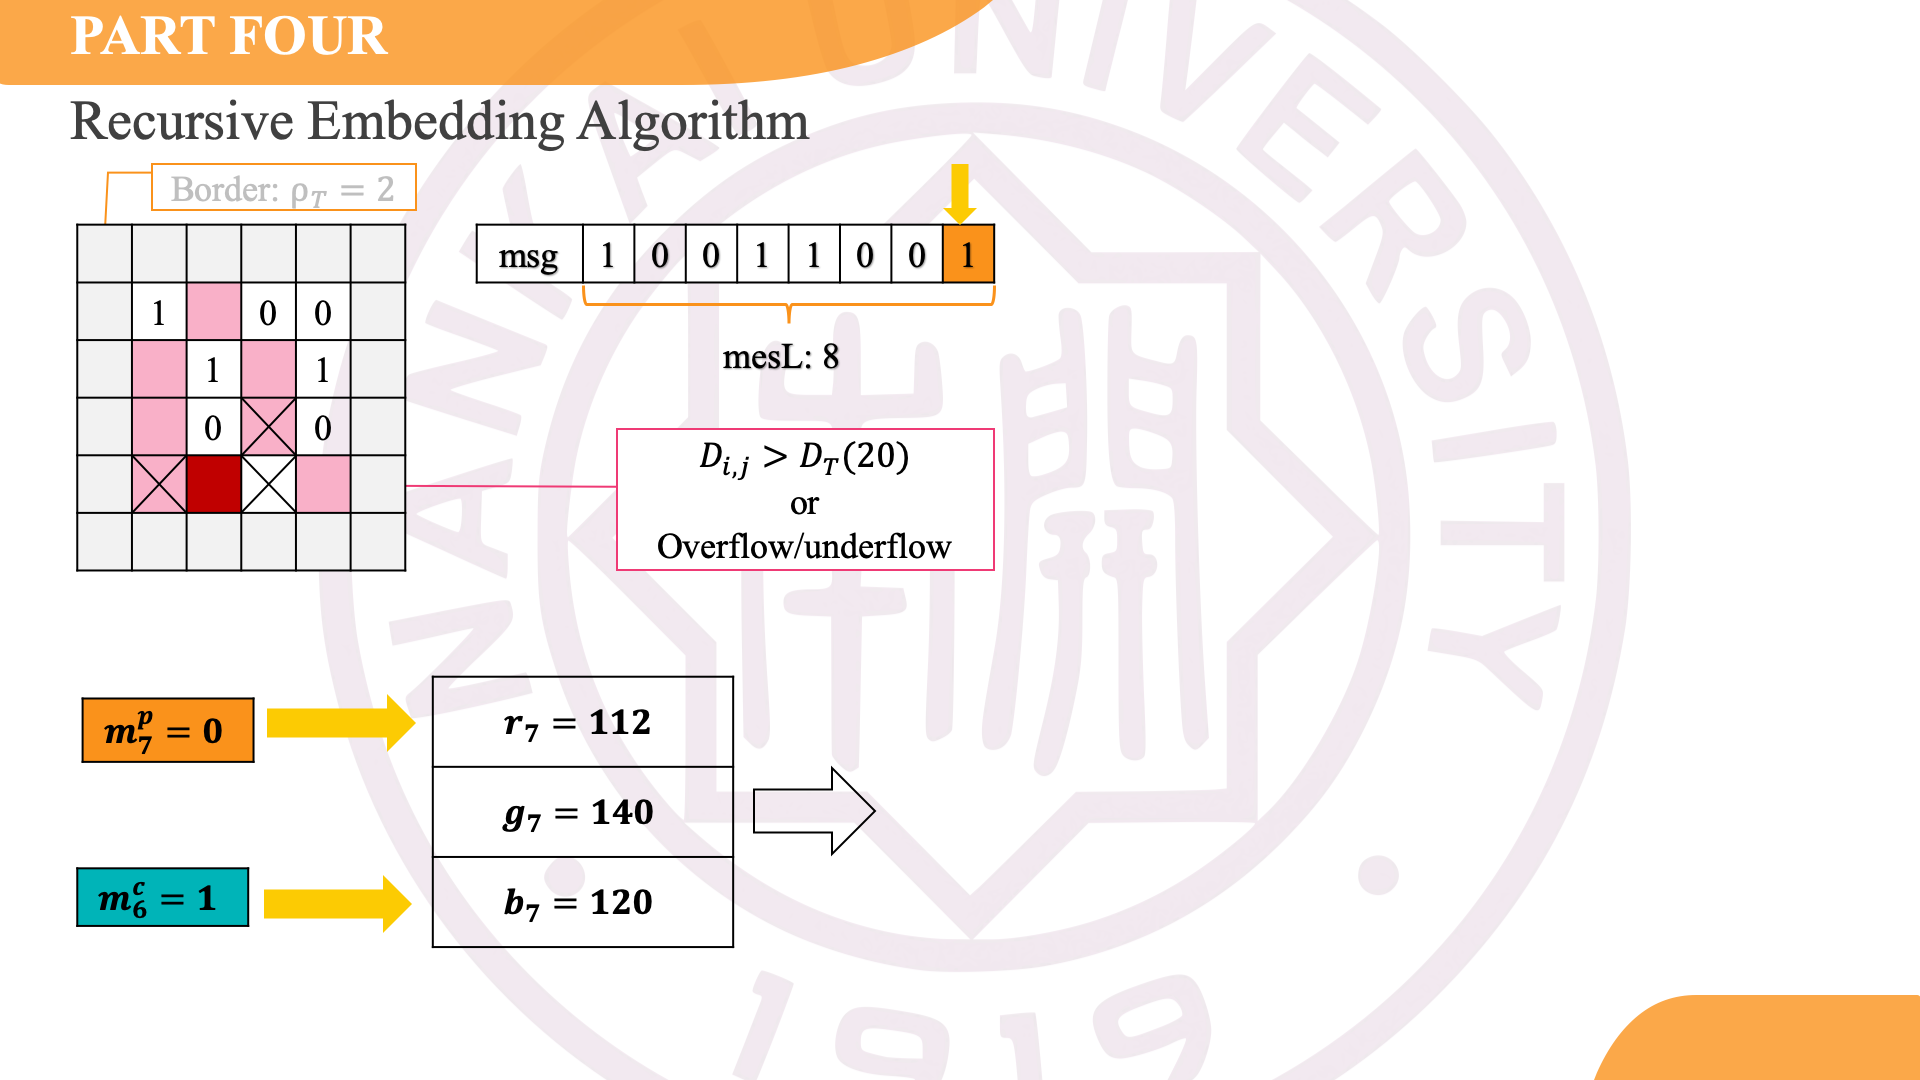 PART FOUR
Recursive Embedding Algorithm
Border: ρ_T = 2
msg 1 0 0 1 1 0 0 1
mesL: 8
1 0 0
1 1
0 0
D_{i,j} > D_T(20)
or
Overflow/underflow
m_7^p = 0
r_7 = 112
g_7 = 140
m_6^c = 1
b_7 = 120
NANKAI UNIVERSITY
1919